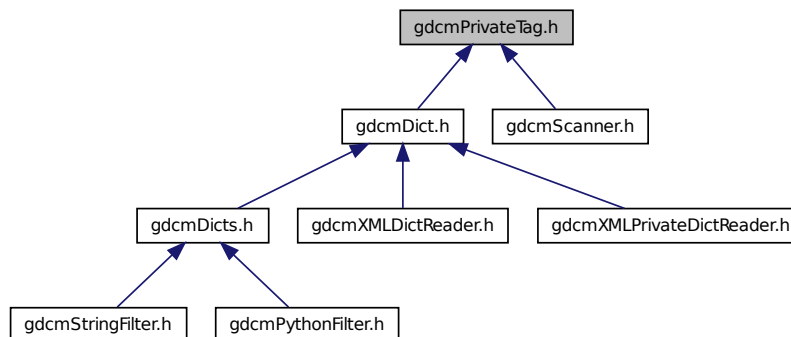 gdcmPrivateTag.h
gdcmDict.h
gdcmScanner.h
gdcmDicts.h
gdcmXMLDictReader.h
gdcmXMLPrivateDictReader.h
gdcmStringFilter.h
gdcmPythonFilter.h